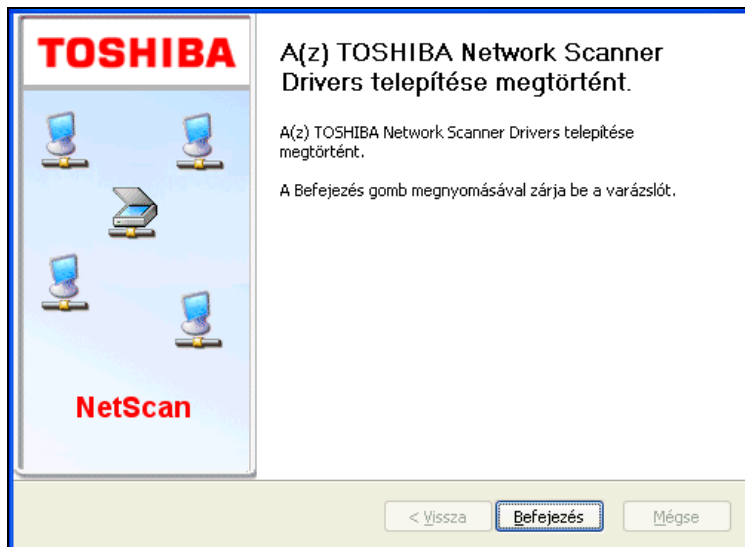 TOSHIBA
NetScan
A(z) TOSHIBA Network Scanner
Drivers telepítése megtörtént.
A(z) TOSHIBA Network Scanner Drivers telepítése
megtörtént.
A Befejezés gomb megnyomásával zárja be a varázslót.
< Vissza
Befejezés
Mégse